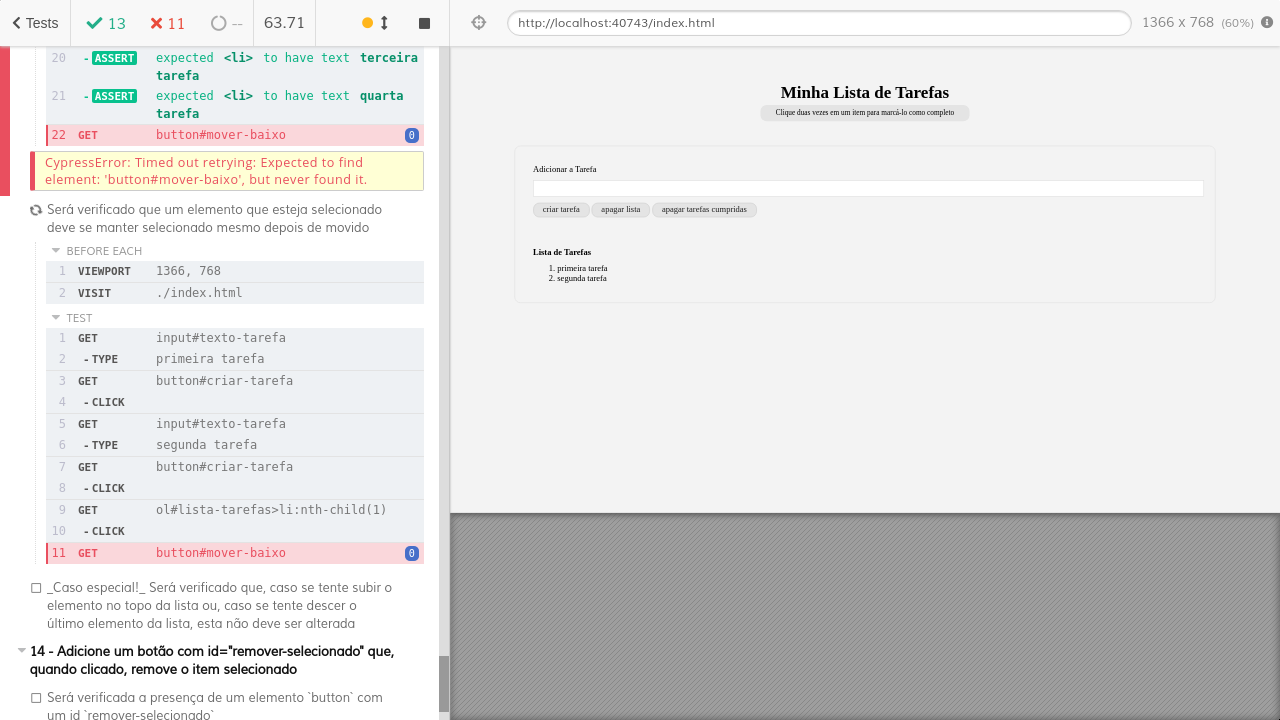 Tests 13 11 -- 63.71
http://localhost:40743/index.html 1366 x 768 (60%)
20 - ASSERT expected <li> to have text terceira
tarefa
21 - ASSERT expected <li> to have text quarta
tarefa
22 GET button#mover-baixo 0
CypressError: Timed out retrying: Expected to find
element: 'button#mover-baixo', but never found it.
Será verificado que um elemento que esteja selecionado
deve se manter selecionado mesmo depois de movido
BEFORE EACH
1 VIEWPORT 1366, 768
2 VISIT ./index.html
TEST
1 GET input#texto-tarefa
2 - TYPE primeira tarefa
3 GET button#criar-tarefa
4 - CLICK
5 GET input#texto-tarefa
6 - TYPE segunda tarefa
7 GET button#criar-tarefa
8 - CLICK
9 GET ol#lista-tarefas>li:nth-child(1)
10 - CLICK
11 GET button#mover-baixo 0
_Caso especial!_ Será verificado que, caso se tente subir o
elemento no topo da lista ou, caso se tente descer o
último elemento da lista, esta não deve ser alterada
14 - Adicione um botão com id="remover-selecionado" que,
quando clicado, remove o item selecionado
Será verificada a presença de um elemento `button` com
um id `remover-selecionado`
Minha Lista de Tarefas
Clique duas vezes em um item para marcá-lo como completo
Adicionar a Tarefa
criar tarefa apagar lista apagar tarefas cumpridas
Lista de Tarefas
1. primeira tarefa
2. segunda tarefa